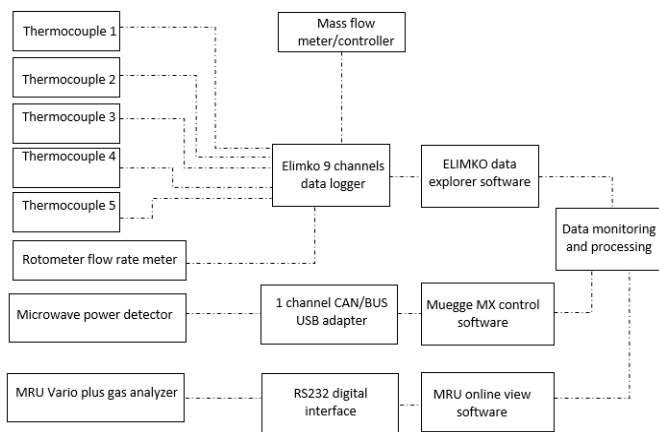 Thermocouple 1
Mass flow
meter/controller
Thermocouple 2
Thermocouple 3
Thermocouple 4
Thermocouple 5
Elimko 9 channels
data logger
ELIMKO data
explorer software
Data monitoring
and processing
Rotometer flow rate meter
Microwave power detector
1 channel CAN/BUS
USB adapter
Muegge MX control
software
MRU Vario plus gas analyzer
RS232 digital
interface
MRU online view
software